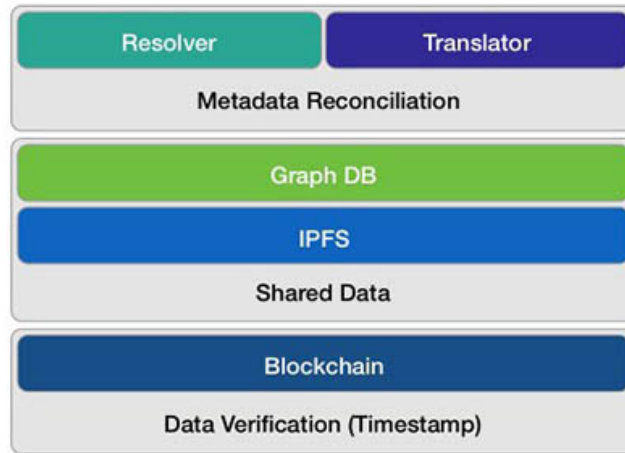 Resolver Translator
Metadata Reconciliation
Graph DB
IPFS
Shared Data
Blockchain
Data Verification (Timestamp)